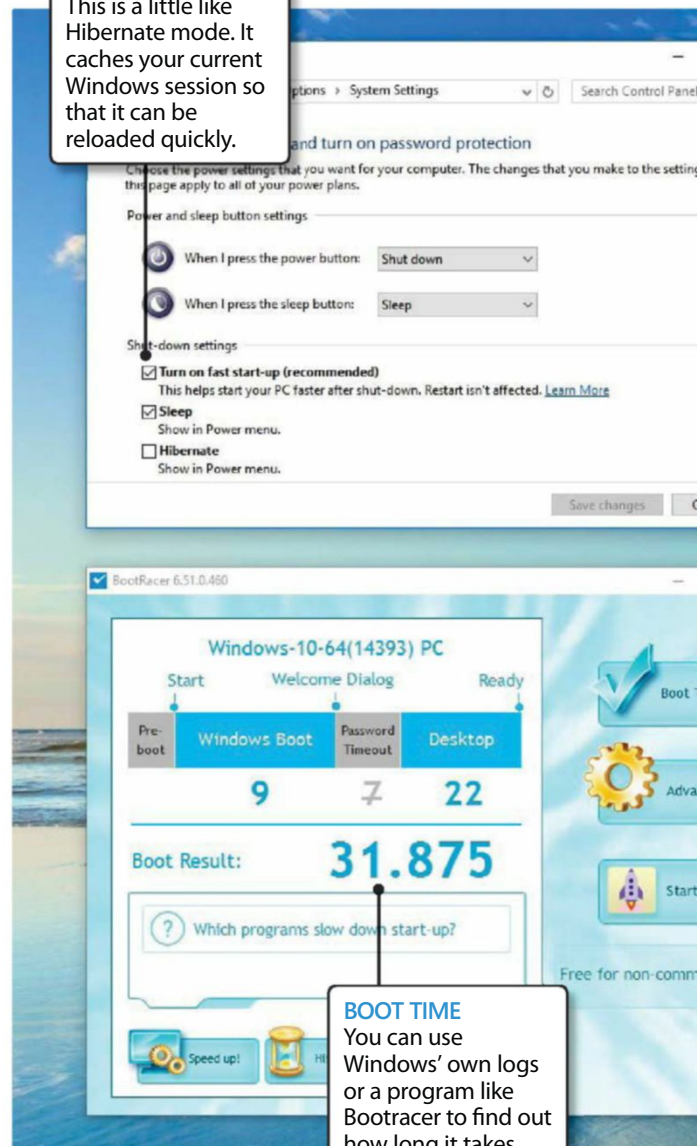 This is a little like
Hibernate mode. It
caches your current
Windows session so
that it can be
reloaded quickly.
System Settings
Search Control Panel
and turn on password protection
Choose the power settings that you want for your computer. The changes that you make to the
this page apply to all of your power plans.
Power and sleep button settings
When I press the power button: Shut down
When I press the sleep button: Sleep
Shut-down settings
Turn on fast start-up (recommended)
This helps start your PC faster after shut-down. Restart isn't affected. Learn More
Sleep
Show in Power menu.
Hibernate
Show in Power menu.
Save changes
BootRacer 6.51.0.460
Windows-10-64(14393) PC
Start Welcome Dialog Ready
Pre-boot Windows Boot Password Timeout Desktop
9 7 22
Boot Result: 31.875
Which programs slow down start-up?
Boot
Start
Free for
Speed up!
BOOT TIME
You can use
Windows' own logs
or a program like
Bootracer to find out
how long it takes